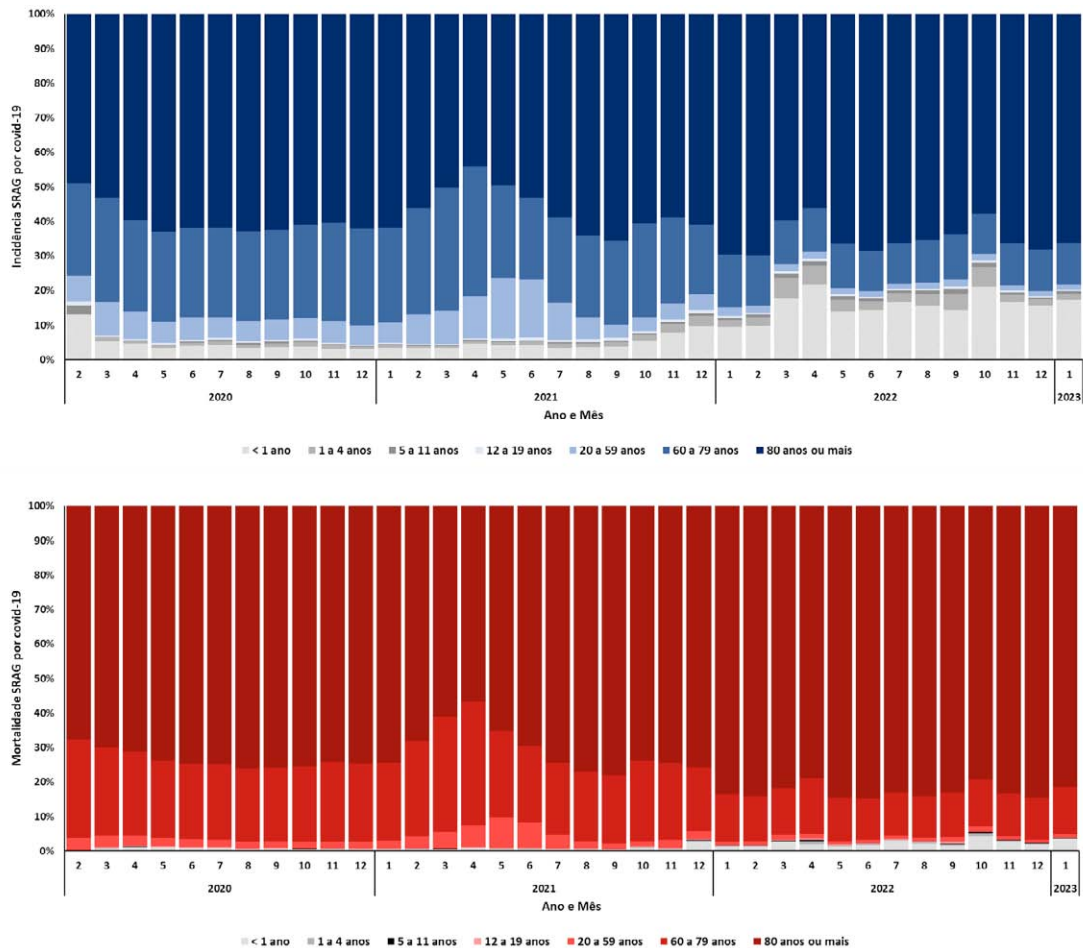 100%
90%
80%
70%
60%
50%
40%
30%
20%
10%
0%
Incidência SRAG por covid-19
2 3 4 5 6 7 8 9 10 11 12 1 2 3 4 5 6 7 8 9 10 11 12 1 2 3 4 5 6 7 8 9 10 11 12 1
2020 2021 2022 2023
Ano e Mês
< 1 ano 1 a 4 anos 5 a 11 anos 12 a 19 anos 20 a 59 anos 60 a 79 anos 80 anos ou mais
100%
90%
80%
70%
60%
50%
40%
30%
20%
10%
0%
Mortalidade SRAG por covid-19
2 3 4 5 6 7 8 9 10 11 12 1 2 3 4 5 6 7 8 9 10 11 12 1 2 3 4 5 6 7 8 9 10 11 12 1
2020 2021 2022 2023
Ano e Mês
< 1 ano 1 a 4 anos 5 a 11 anos 12 a 19 anos 20 a 59 anos 60 a 79 anos 80 anos ou mais